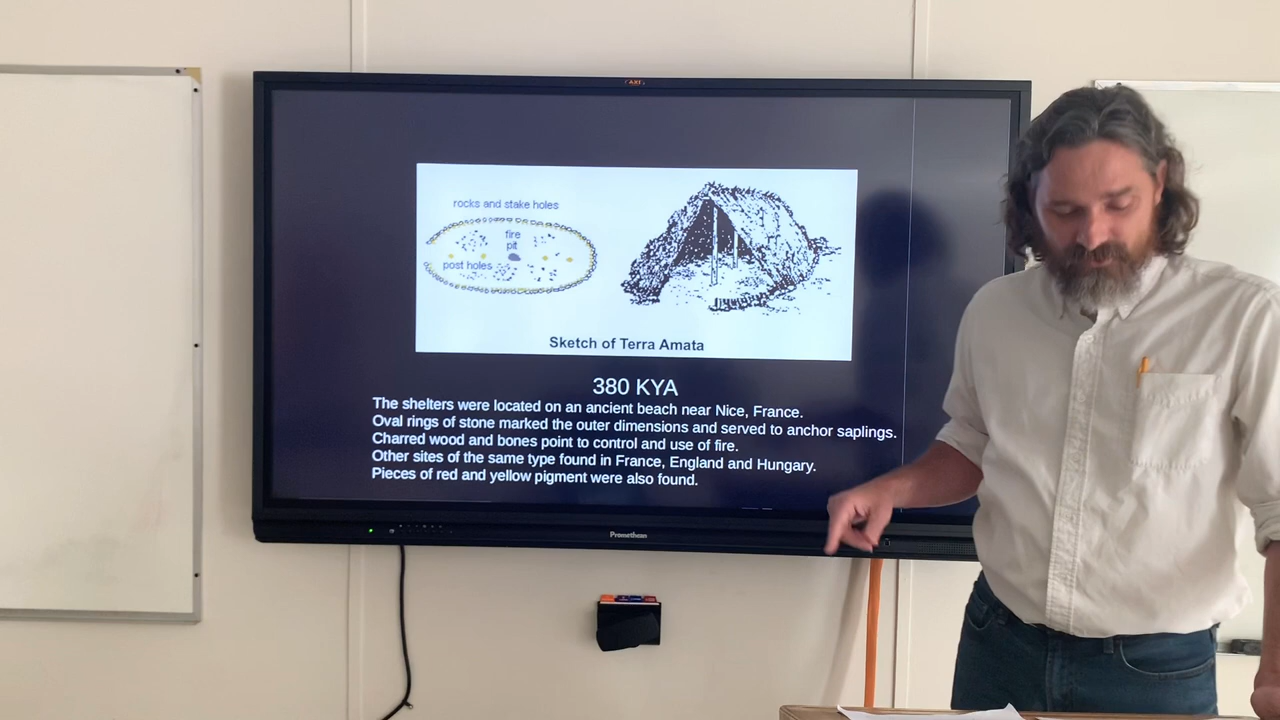 ART
rocks and stake holes
fire
pit
post holes
Sketch of Terra Amata
380 KYA
The shelters were located on an ancient beach near Nice, France.
Oval rings of stone marked the outer dimensions and served to anchor saplings.
Charred wood and bones point to control and use of fire.
Other sites of the same type found in France, England and Hungary.
Pieces of red and yellow pigment were also found.
Promethean